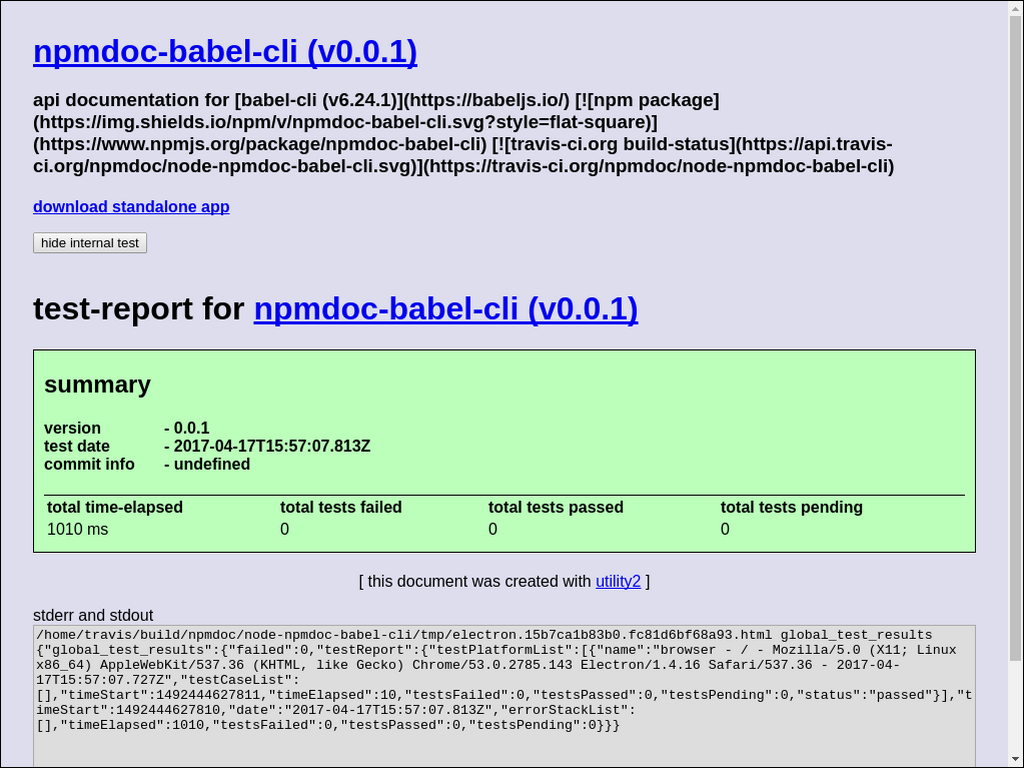 npmdoc-babel-cli (v0.0.1)
api documentation for [babel-cli (v6.24.1)](https://babeljs.io/) [![npm package]
(https://img.shields.io/npm/v/npmdoc-babel-cli.svg?style=flat-square)]
(https://www.npmjs.org/package/npmdoc-babel-cli) [![travis-ci.org build-status](https://api.travis-
ci.org/npmdoc/node-npmdoc-babel-cli.svg)](https://travis-ci.org/npmdoc/node-npmdoc-babel-cli)
download standalone app
hide internal test
test-report for npmdoc-babel-cli (v0.0.1)
summary
version - 0.0.1
test date - 2017-04-17T15:57:07.813Z
commit info - undefined
total time-elapsed total tests failed total tests passed total tests pending
1010 ms 0 0 0
[ this document was created with utility2 ]
stderr and stdout
/home/travis/build/npmdoc/node-npmdoc-babel-cli/tmp/electron.15b7ca1b83b0.fc81d6bf68a93.html global_test_results
{"global_test_results":{"failed":0,"testReport":{"testPlatformList":[{"name":"browser - / - Mozilla/5.0 (X11; Linux
x86_64) AppleWebKit/537.36 (KHTML, like Gecko) Chrome/53.0.2785.143 Electron/1.4.16 Safari/537.36 - 2017-04-
17T15:57:07.727Z","testCaseList":
[],"timeStart":1492444627811,"timeElapsed":10,"testsFailed":0,"testsPassed":0,"testsPending":0,"status":"passed"}],"t
imeStart":1492444627810,"date":"2017-04-17T15:57:07.813Z","errorStackList":
[],"timeElapsed":1010,"testsFailed":0,"testsPassed":0,"testsPending":0}}}